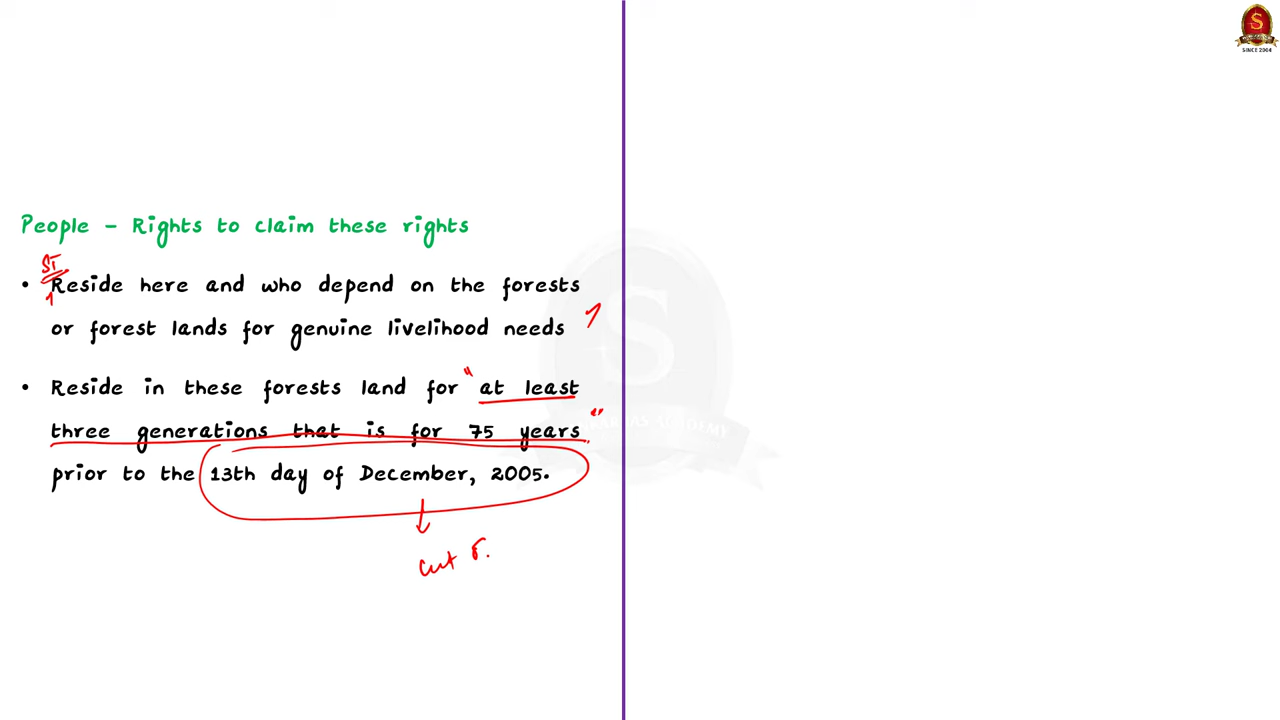 People - Rights to claim these rights
ST
• Reside here and who depend on the forests
or forest lands for genuine livelihood needs
• Reside in these forests land for "at least
three generations that is for 75 years"
prior to the 13th day of December, 2005.
cut
S
SINCE 2004